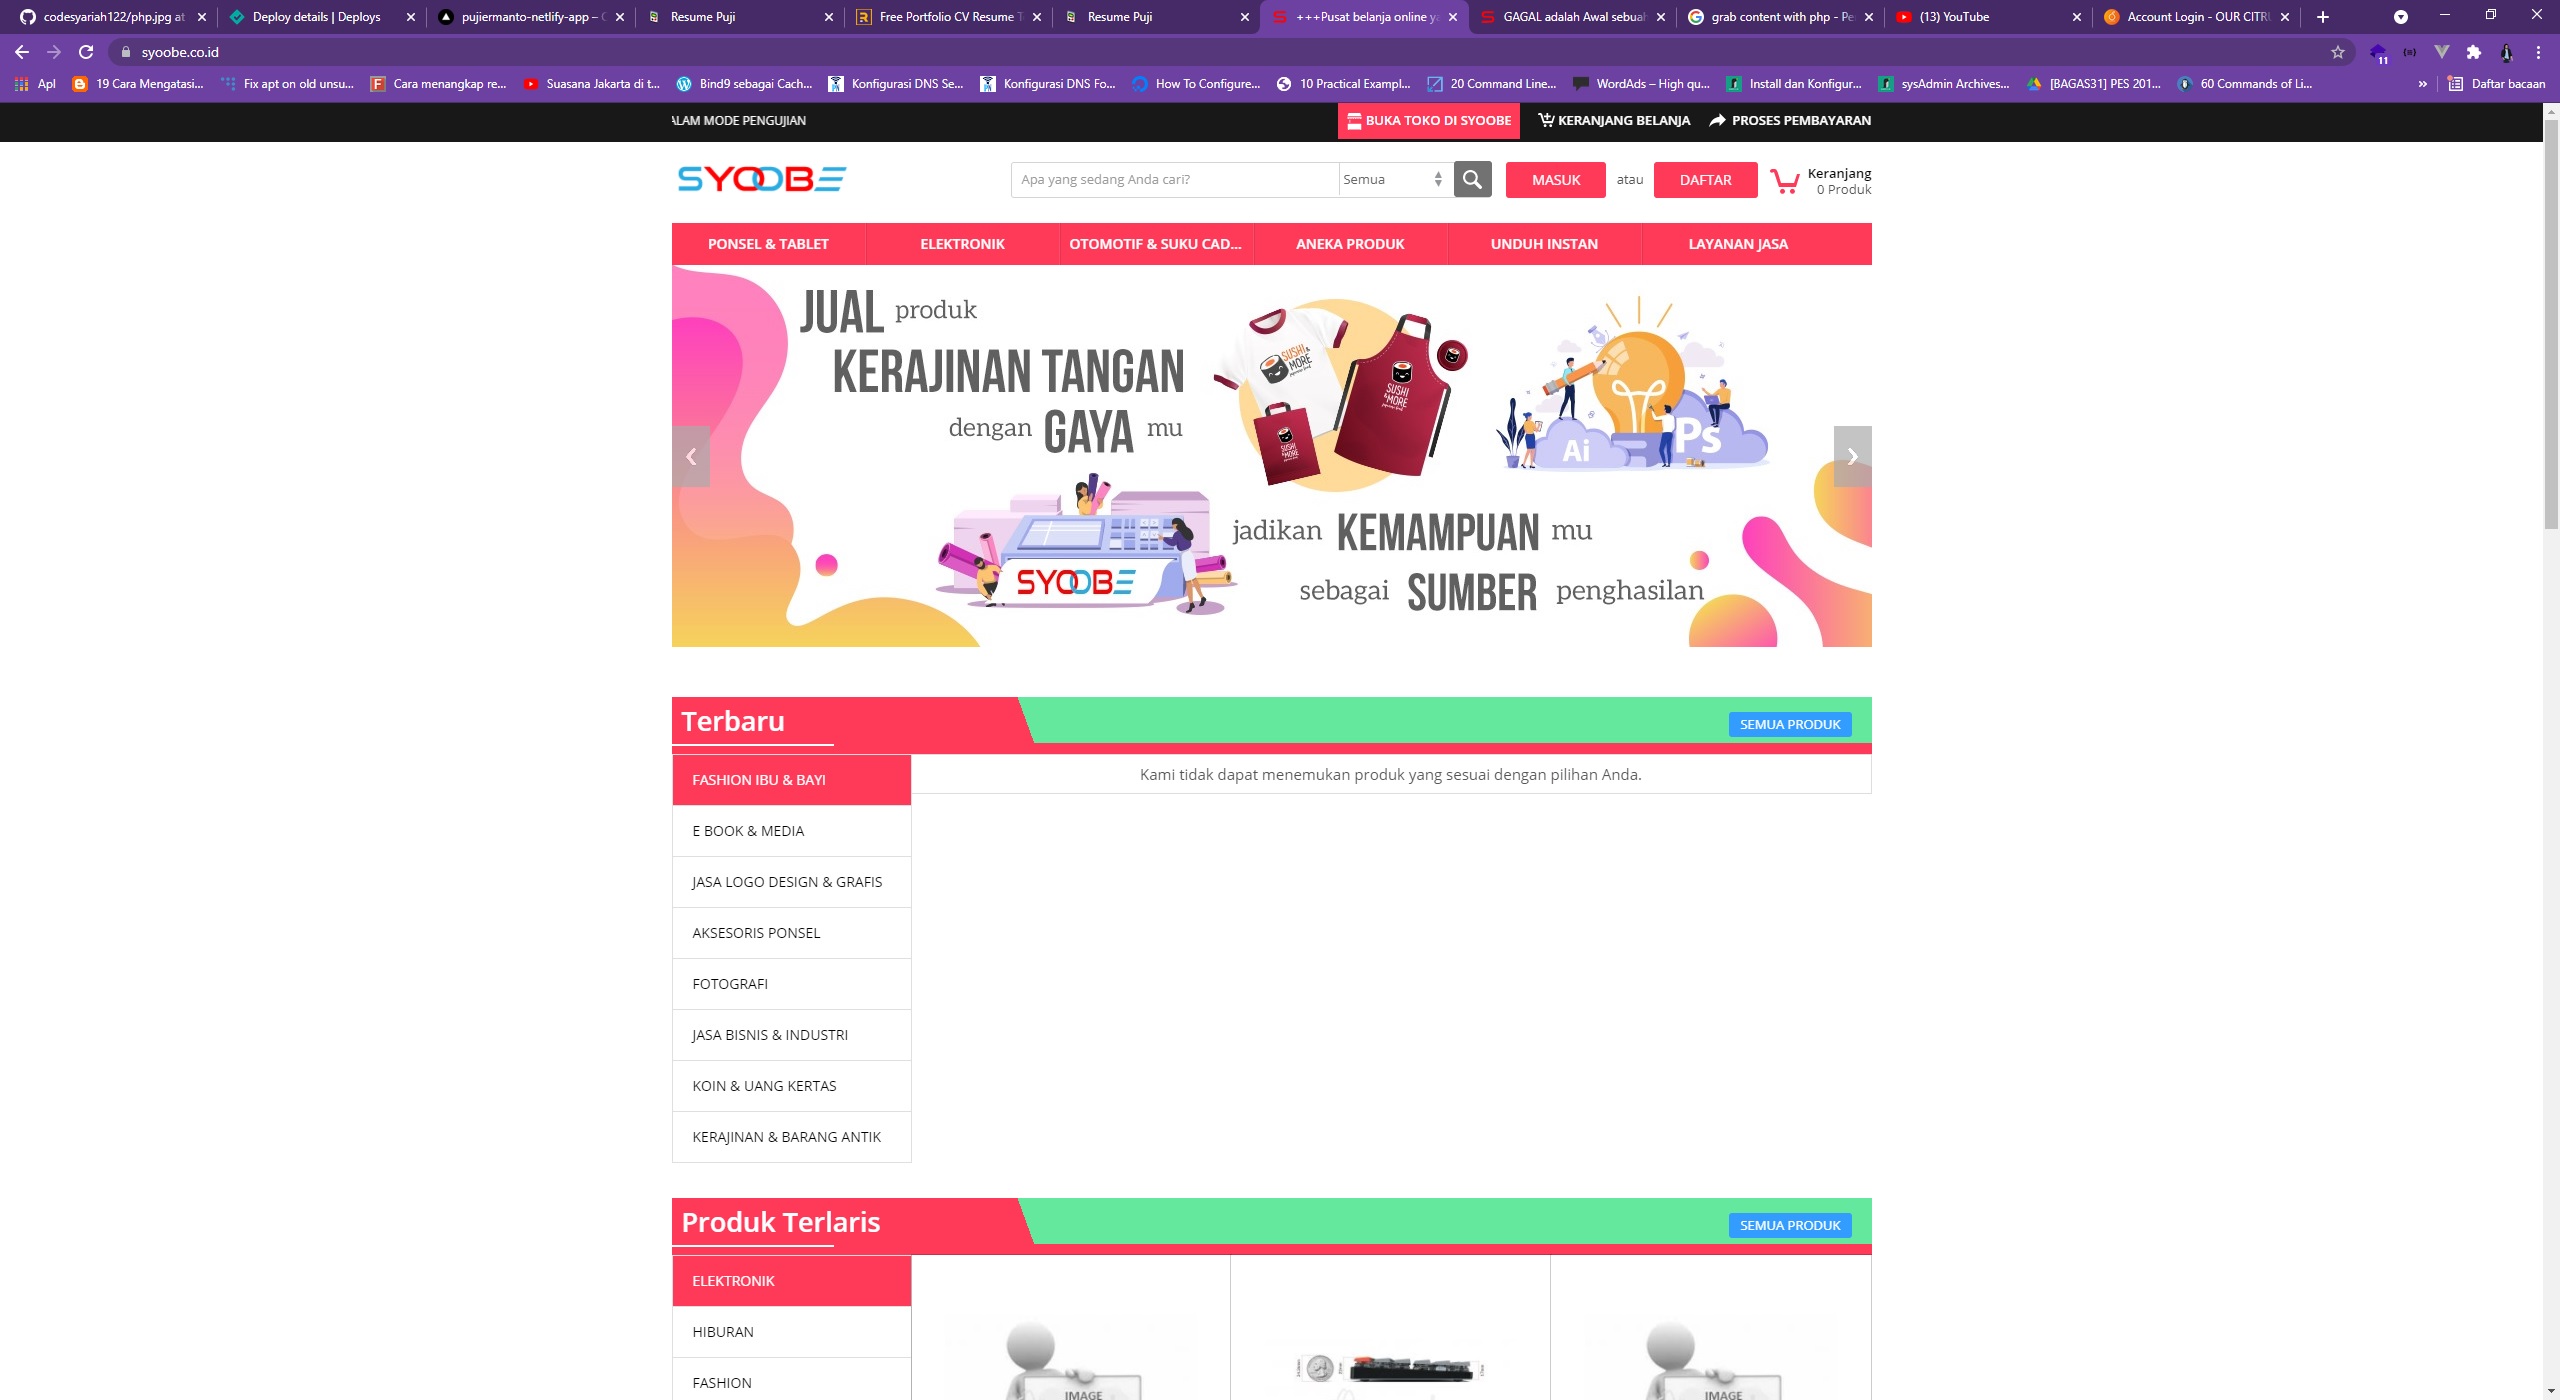 codesyariah122/php.jpg at
Deploy details | Deploys
pujiermanto-netlify-app –
Resume Puji
Free Portfolio CV Resume
Resume Puji
+++Pusat belanja online ya
GAGAL adalah Awal sebuah
grab content with php - Pe
(13) YouTube
Account Login - OUR CITRU
syoobe.co.id
11
Apl
19 Cara Mengatasi...
Fix apt on old unsu...
Cara menangkap re...
Suasana Jakarta di t...
Bind9 sebagai Cach...
Konfigurasi DNS Se...
Konfigurasi DNS Fo...
How To Configure...
10 Practical Exampl...
20 Command Line...
WordAds – High qu...
Install dan Konfigur...
sysAdmin Archives...
[BAGAS31] PES 201...
60 Commands of Li...
»
Daftar bacaan
ALAM MODE PENGUJIAN
BUKA TOKO DI SYOOBE
KERANJANG BELANJA
PROSES PEMBAYARAN
SYOOBE
Apa yang sedang Anda cari?
Semua
MASUK
atau
DAFTAR
Keranjang
0 Produk
PONSEL & TABLET
ELEKTRONIK
OTOMOTIF & SUKU CAD...
ANEKA PRODUK
UNDUH INSTAN
LAYANAN JASA
JUAL produk
KERAJINAN TANGAN
dengan GAYA mu
SUSHI & MORE
SUSHI & MORE
SUSHI & MORE
Ai
Ps
SYOOBE
jadikan KEMAMPUAN mu
sebagai SUMBER penghasilan
Terbaru
SEMUA PRODUK
FASHION IBU & BAYI
Kami tidak dapat menemukan produk yang sesuai dengan pilihan Anda.
E BOOK & MEDIA
JASA LOGO DESIGN & GRAFIS
AKSESORIS PONSEL
FOTOGRAFI
JASA BISNIS & INDUSTRI
KOIN & UANG KERTAS
KERAJINAN & BARANG ANTIK
Produk Terlaris
SEMUA PRODUK
ELEKTRONIK
HIBURAN
FASHION
IMAGE
IMAGE